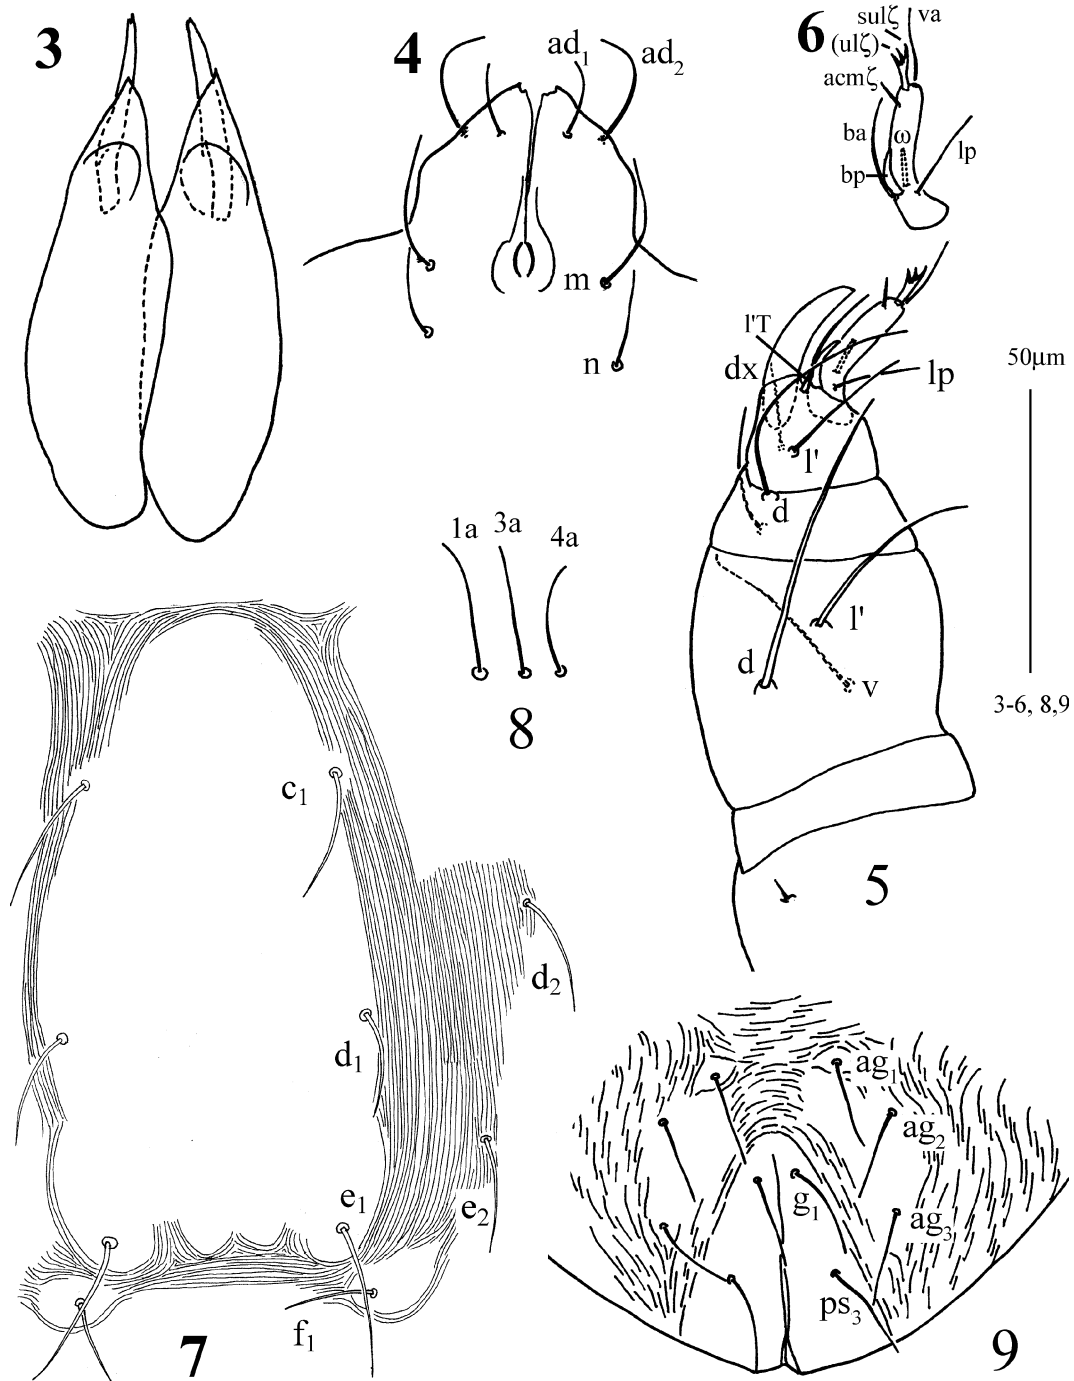 3
4
ad1
ad2
m
n
6
sulζ
va
(ulζ)
acmζ
ba
ω
lp
bp
l'T
dx
lp
l'
d
l'
d
v
5
50µm
3-6, 8,9
1a
3a
4a
8
c1
d1
d2
e1
e2
f1
7
ag1
ag2
g1
ag3
ps3
9